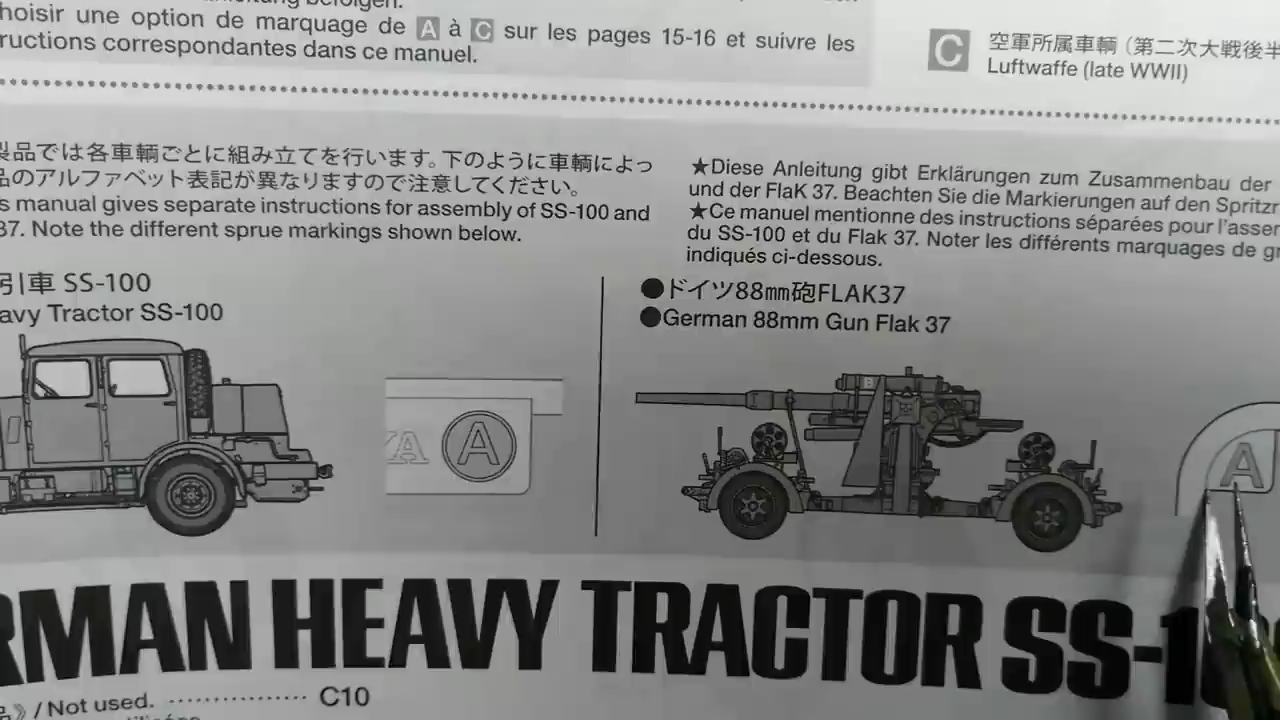 choisir une option de marquage de A à C sur les pages 15-16 et suivre les
ructions correspondantes dans ce manuel.
C
空軍所属車輌（第二次大戦後半
Luftwaffe (late WWII)
製品では各車輌ごとに組み立てを行います。下のように車輌によっ
品のアルファベット表記が異なりますので注意してください。
s manual gives separate instructions for assembly of SS-100 and
37. Note the different sprue markings shown below.
★Diese Anleitung gibt Erklärungen zum Zusammenbau der
und der FlaK 37. Beachten Sie die Markierungen auf den Spritzr
★Ce manuel mentionne des instructions séparées pour l'asser
du SS-100 et du Flak 37. Noter les différents marquages de gr
indiqués ci-dessous.
引車 SS-100
avy Tractor SS-100
●ドイツ88㎜砲FLAK37
●German 88mm Gun Flak 37
YA A
B
A
RMAN HEAVY TRACTOR SS-1
品》/ Not used. ················ C10